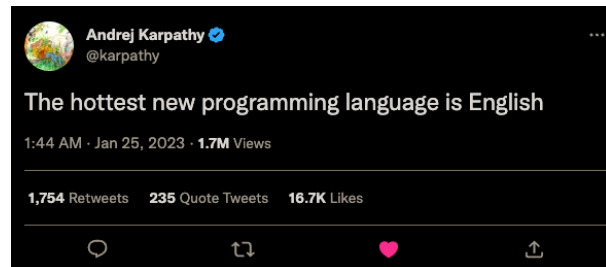 Andrej Karpathy
@karpathy
The hottest new programming language is English
1:44 AM · Jan 25, 2023 · 1.7M Views
1,754 Retweets 235 Quote Tweets 16.7K Likes